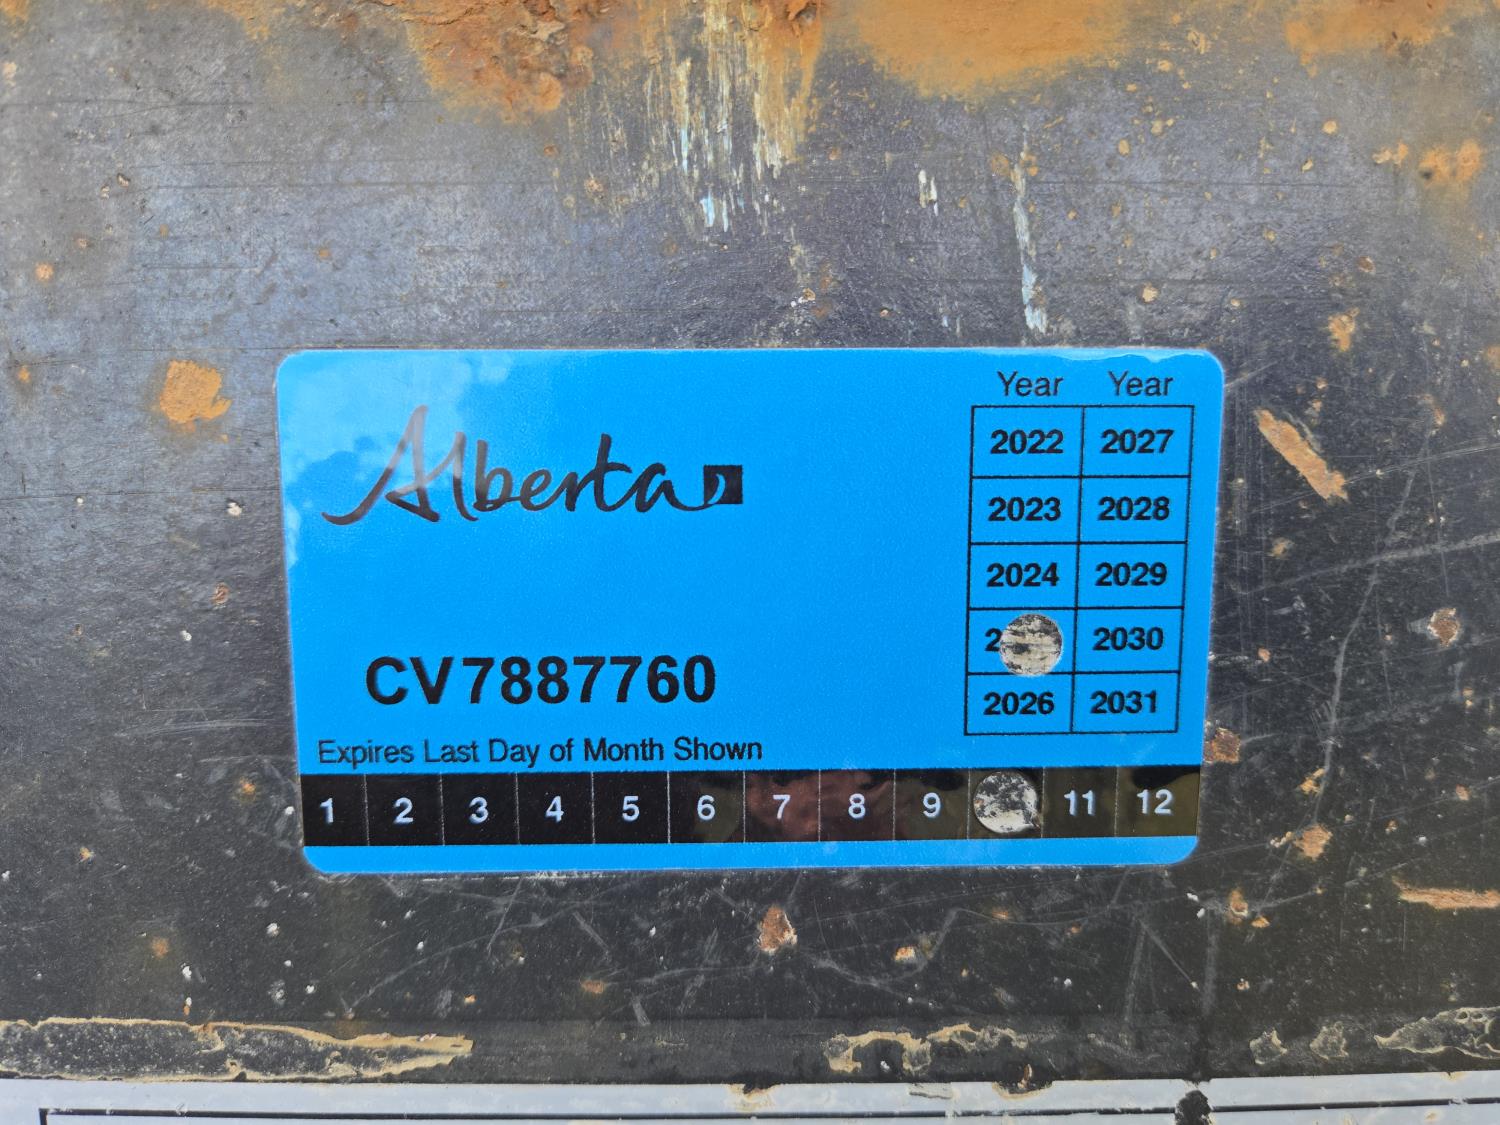 Alberta
Year Year
2022 2027
2023 2028
2024 2029
2 2030
2026 2031
CV7887760
Expires Last Day of Month Shown
1 2 3 4 5 6 7 8 9 11 12